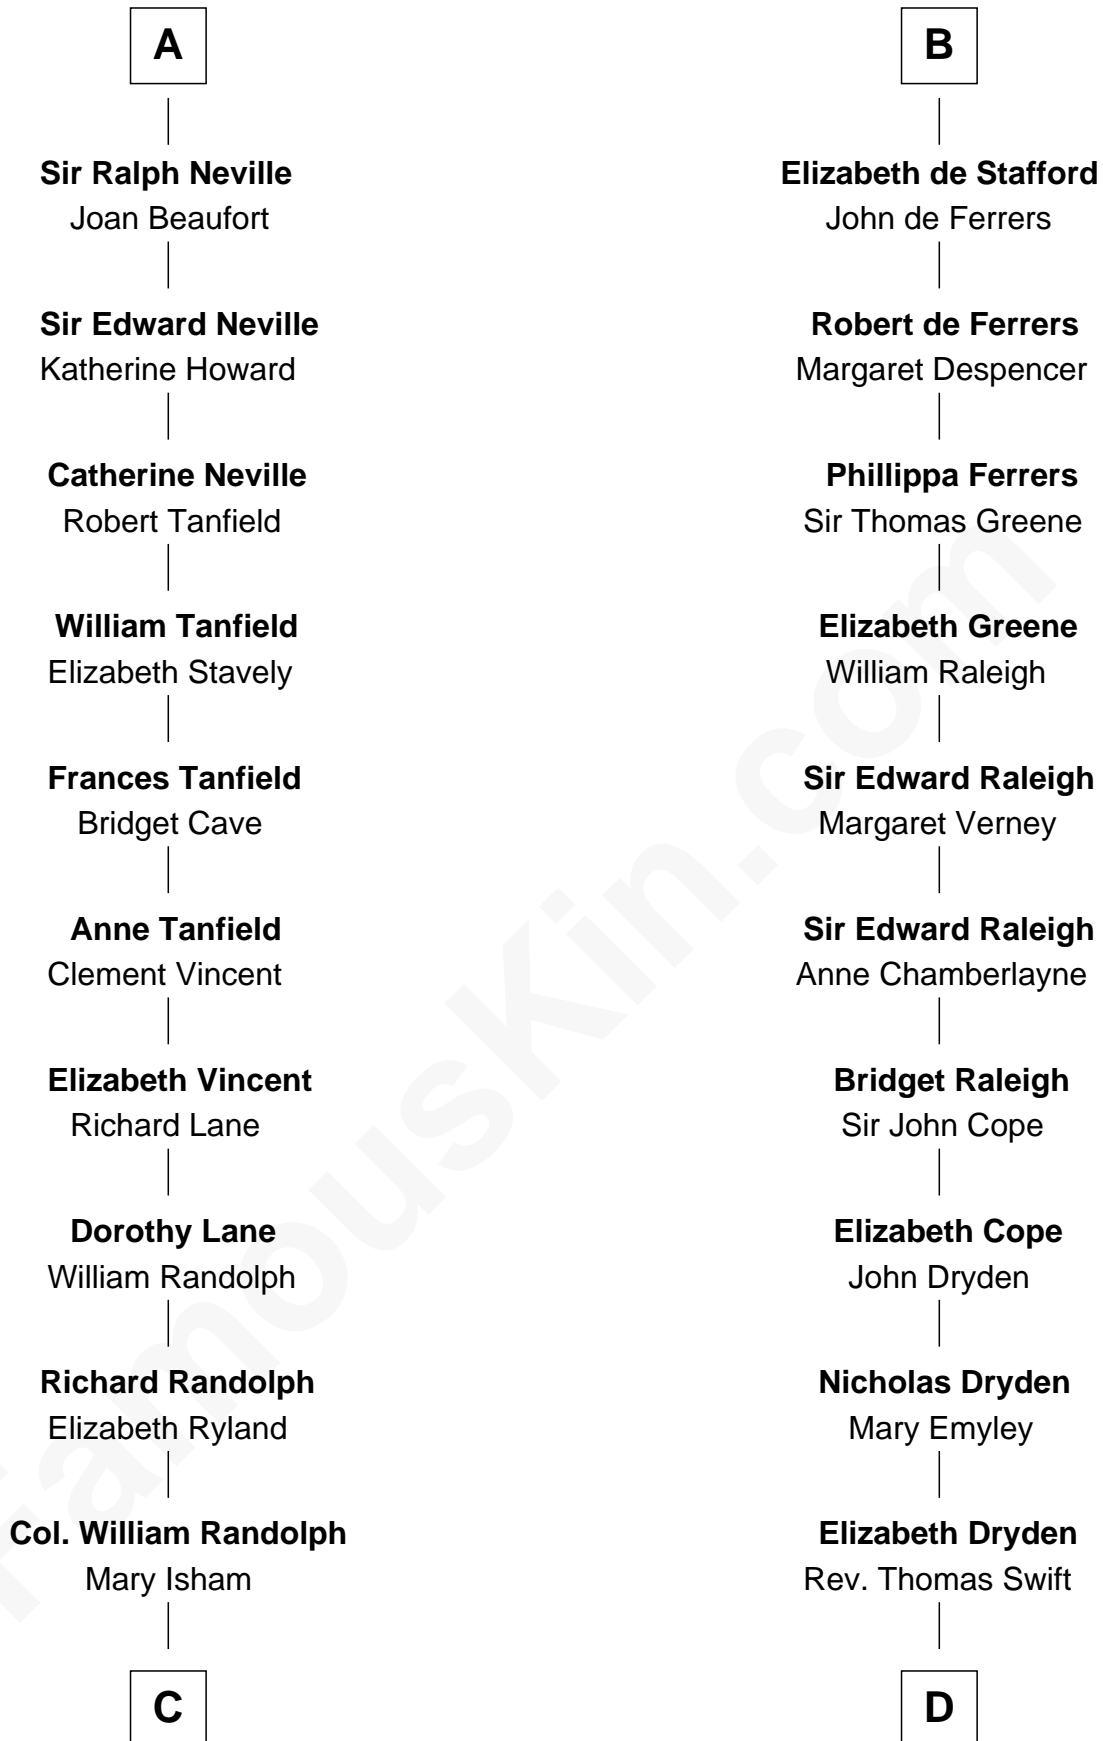 A
Sir Ralph Neville
Joan Beaufort
Sir Edward Neville
Katherine Howard
Catherine Neville
Robert Tanfield
William Tanfield
Elizabeth Stavely
Frances Tanfield
Bridget Cave
Anne Tanfield
Clement Vincent
Elizabeth Vincent
Richard Lane
Dorothy Lane
William Randolph
Richard Randolph
Elizabeth Ryland
Col. William Randolph
Mary Isham
C
B
Elizabeth de Stafford
John de Ferrers
Robert de Ferrers
Margaret Despencer
Phillippa Ferrers
Sir Thomas Greene
Elizabeth Greene
William Raleigh
Sir Edward Raleigh
Margaret Verney
Sir Edward Raleigh
Anne Chamberlayne
Bridget Raleigh
Sir John Cope
Elizabeth Cope
John Dryden
Nicholas Dryden
Mary Emyley
Elizabeth Dryden
Rev. Thomas Swift
D
FamousKin.com